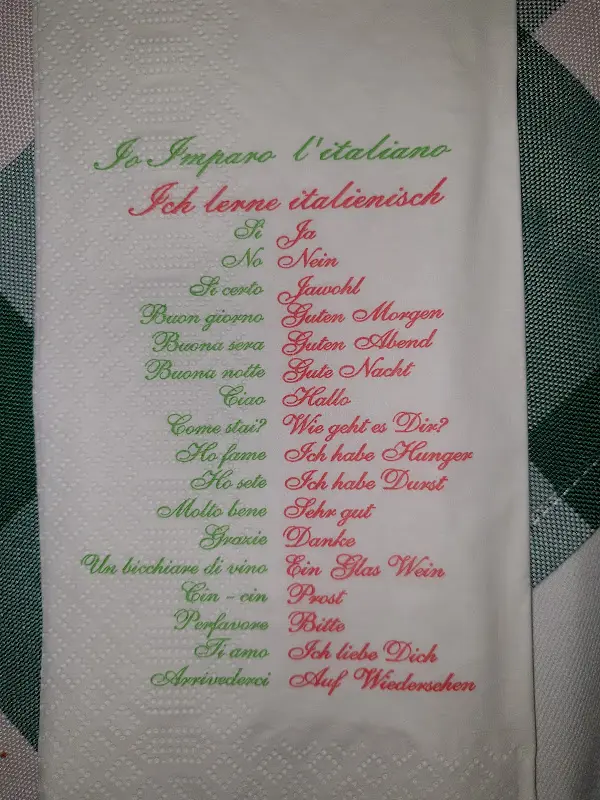 Io Imparo l'italiano
Ich lerne italienisch
Si Ja
No Nein
Si certo Jawohl
Buon giorno Guten Morgen
Buona sera Guten Abend
Buona notte Gute Nacht
Ciao Hallo
Come stai? Wie geht es Dir?
Ho fame Ich habe Hunger
Ho sete Ich habe Durst
Molto bene Sehr gut
Grazie Danke
Un bicchiare di vino Ein Glas Wein
Cin - cin Prost
Perfavore Bitte
Ti amo Ich liebe Dich
Arrivederci Auf Wiedersehen